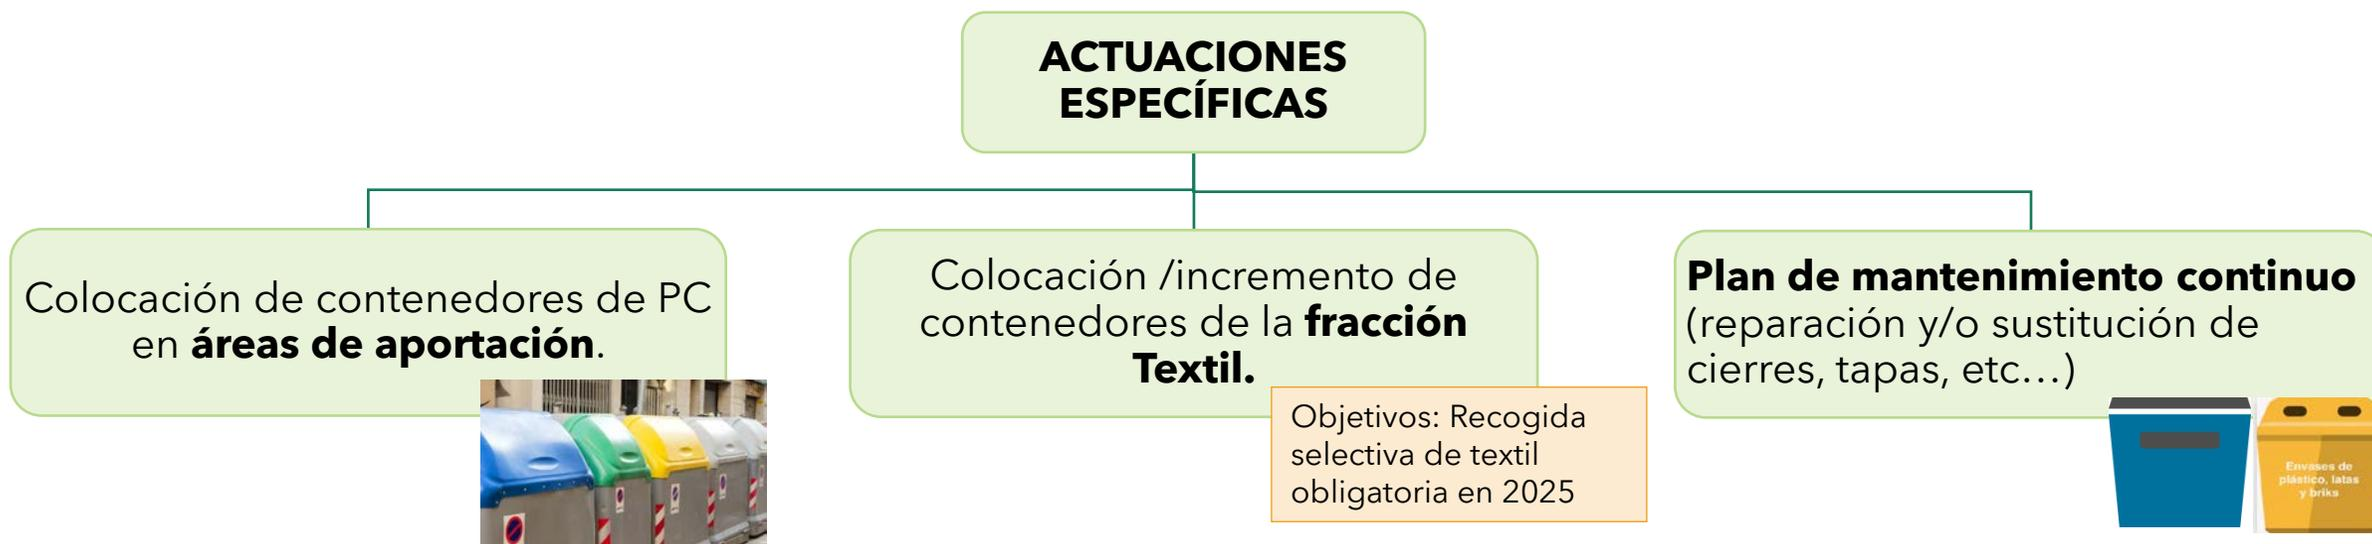 ACTUACIONES
ESPECÍFICAS
Colocación de contenedores de PC
en áreas de aportación.
Colocación /incremento de
contenedores de la fracción
Textil.
Objetivos: Recogida
selectiva de textil
obligatoria en 2025
Plan de mantenimiento continuo
(reparación y/o sustitución de
cierres, tapas, etc…)
Envases de
plástico, latas
y briks